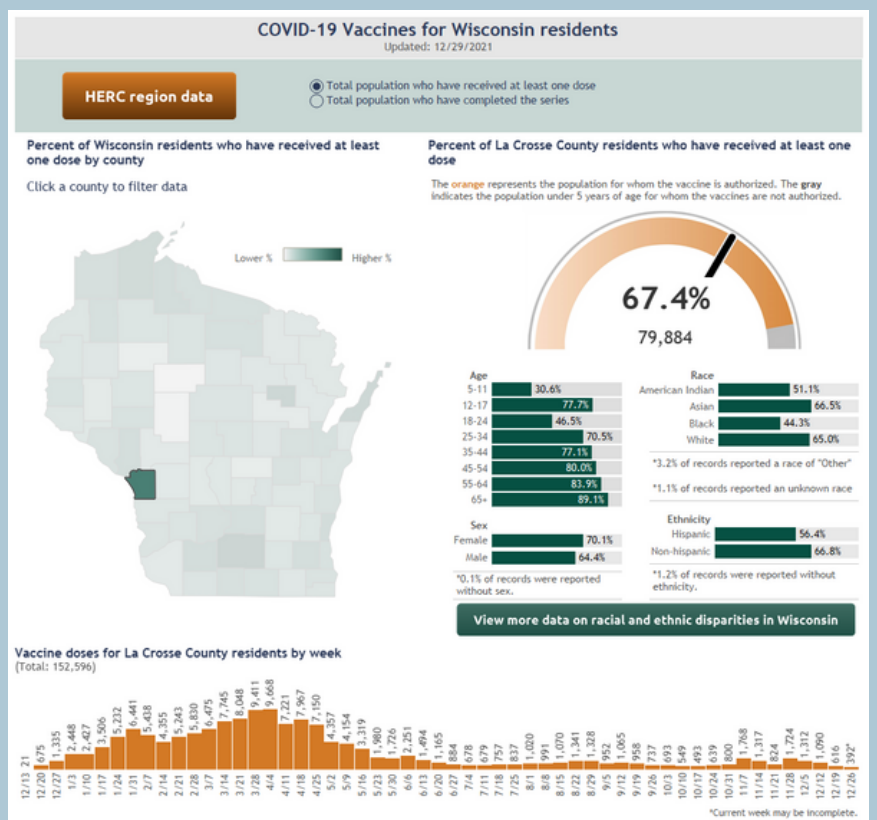 COVID-19 Vaccines for Wisconsin residents
Updated: 12/29/2021
HERC region data
Total population who have received at least one dose
Total population who have completed the series
Percent of Wisconsin residents who have received at least
one dose by county
Click a county to filter data
Lower %
Higher %
Percent of La Crosse County residents who have received at least one
dose
The orange represents the population for whom the vaccine is authorized. The gray
indicates the population under 5 years of age for whom the vaccines are not authorized.
67.4%
79,884
Age
5-11 30.6%
12-17 77.7%
18-24 46.5%
25-34 70.5%
35-44 77.1%
45-54 80.0%
55-64 83.9%
65+ 89.1%
Sex
Female 70.1%
Male 64.4%
*0.1% of records were reported
without sex.
Race
American Indian 51.1%
Asian 66.5%
Black 44.3%
White 65.0%
*3.2% of records reported a race of "Other"
*1.1% of records reported an unknown race
Ethnicity
Hispanic 56.4%
Non-hispanic 66.8%
*1.2% of records were reported without
ethnicity.
View more data on racial and ethnic disparities in Wisconsin
Vaccine doses for La Crosse County residents by week
(Total: 152,596)
12/13 21
12/20 675
12/27 1,335
1/3 2,448
1/10 2,427
1/17 3,506
1/24 5,232
1/31 6,441
2/7 5,438
2/14 4,355
2/21 5,243
2/28 5,830
3/7 6,475
3/14 7,745
3/21 8,048
3/28 9,411
4/4 9,668
4/11 7,221
4/18 7,967
4/25 7,150
5/2 4,357
5/9 4,154
5/16 3,319
5/23 1,980
5/30 1,726
6/6 2,251
6/13 1,494
6/20 1,165
6/27 884
7/4 678
7/11 679
7/18 757
7/25 837
8/1 1,020
8/8 991
8/15 1,070
8/22 1,341
8/29 1,328
9/5 952
9/12 1,065
9/19 958
9/26 737
10/3 693
10/10 549
10/17 493
10/24 639
10/31 800
11/7 1,768
11/14 1,317
11/21 824
11/28 1,724
12/5 1,312
12/12 1,090
12/19 616
12/26 392*
*Current week may be incomplete.